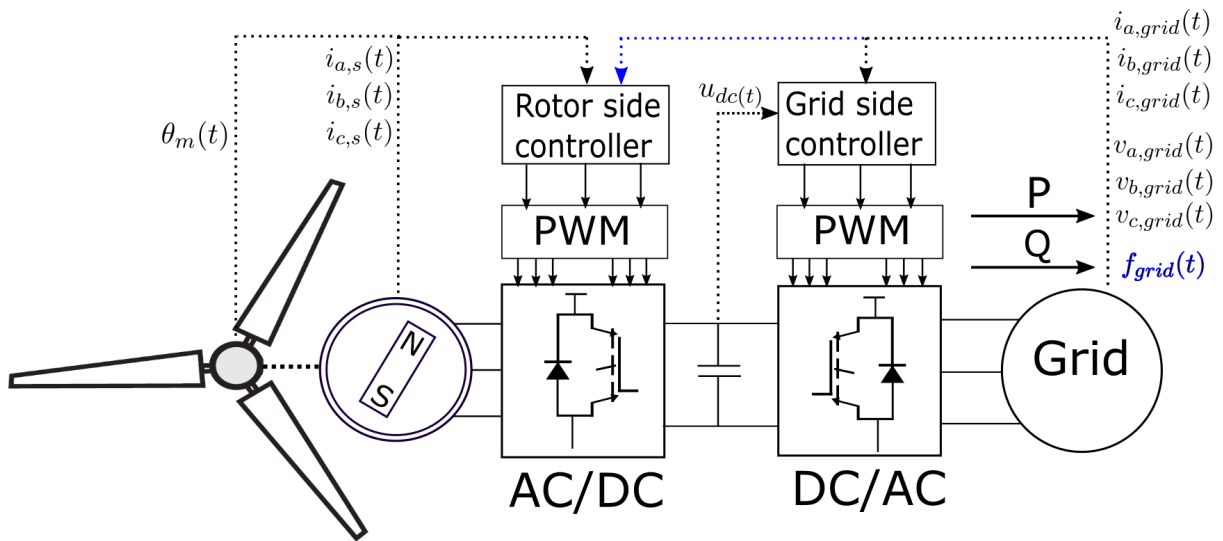 i_{a,grid}(t)
i_{a,s}(t)
i_{b,grid}(t)
i_{b,s}(t)
u_{dc(t)}
i_{c,grid}(t)
Rotor side
controller
Grid side
controller
i_{c,s}(t)
θ_m(t)
v_{a,grid}(t)
P
v_{b,grid}(t)
v_{c,grid}(t)
PWM
PWM
Q
f_{grid}(t)
N
S
Grid
AC/DC
DC/AC